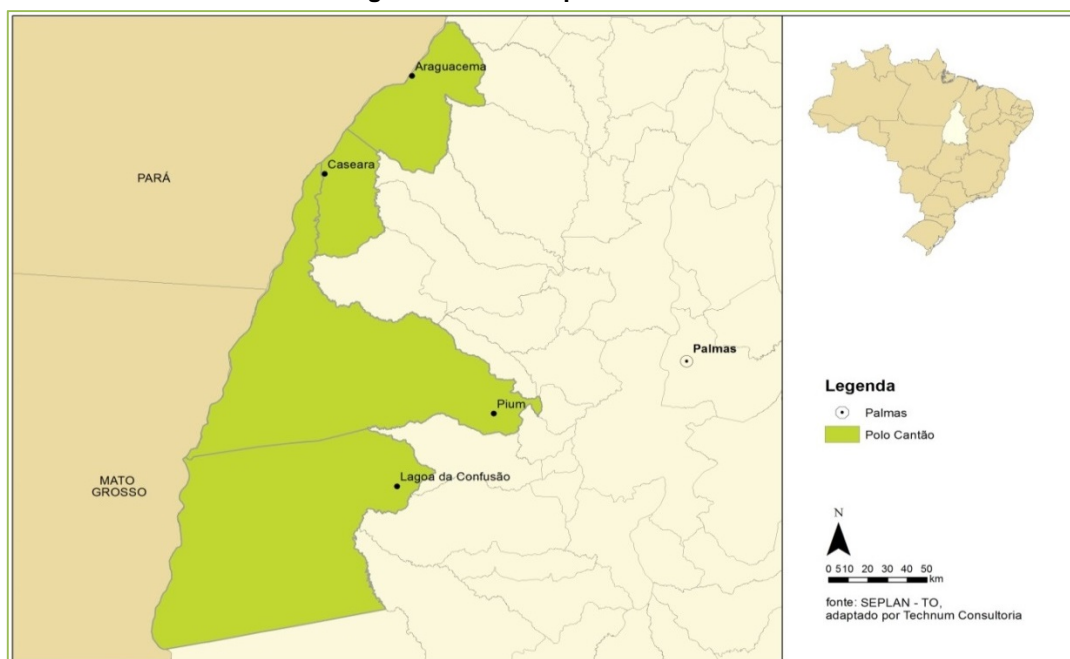 Araguacema
Caseara
PARÁ
Palmas
Pium
Lagoa da Confusão
MATO
GROSSO
Legenda
Palmas
Polo Cantão
N
0 510 20 30 40 50
km
fonte: SEPLAN - TO,
adaptado por Technum Consultoria